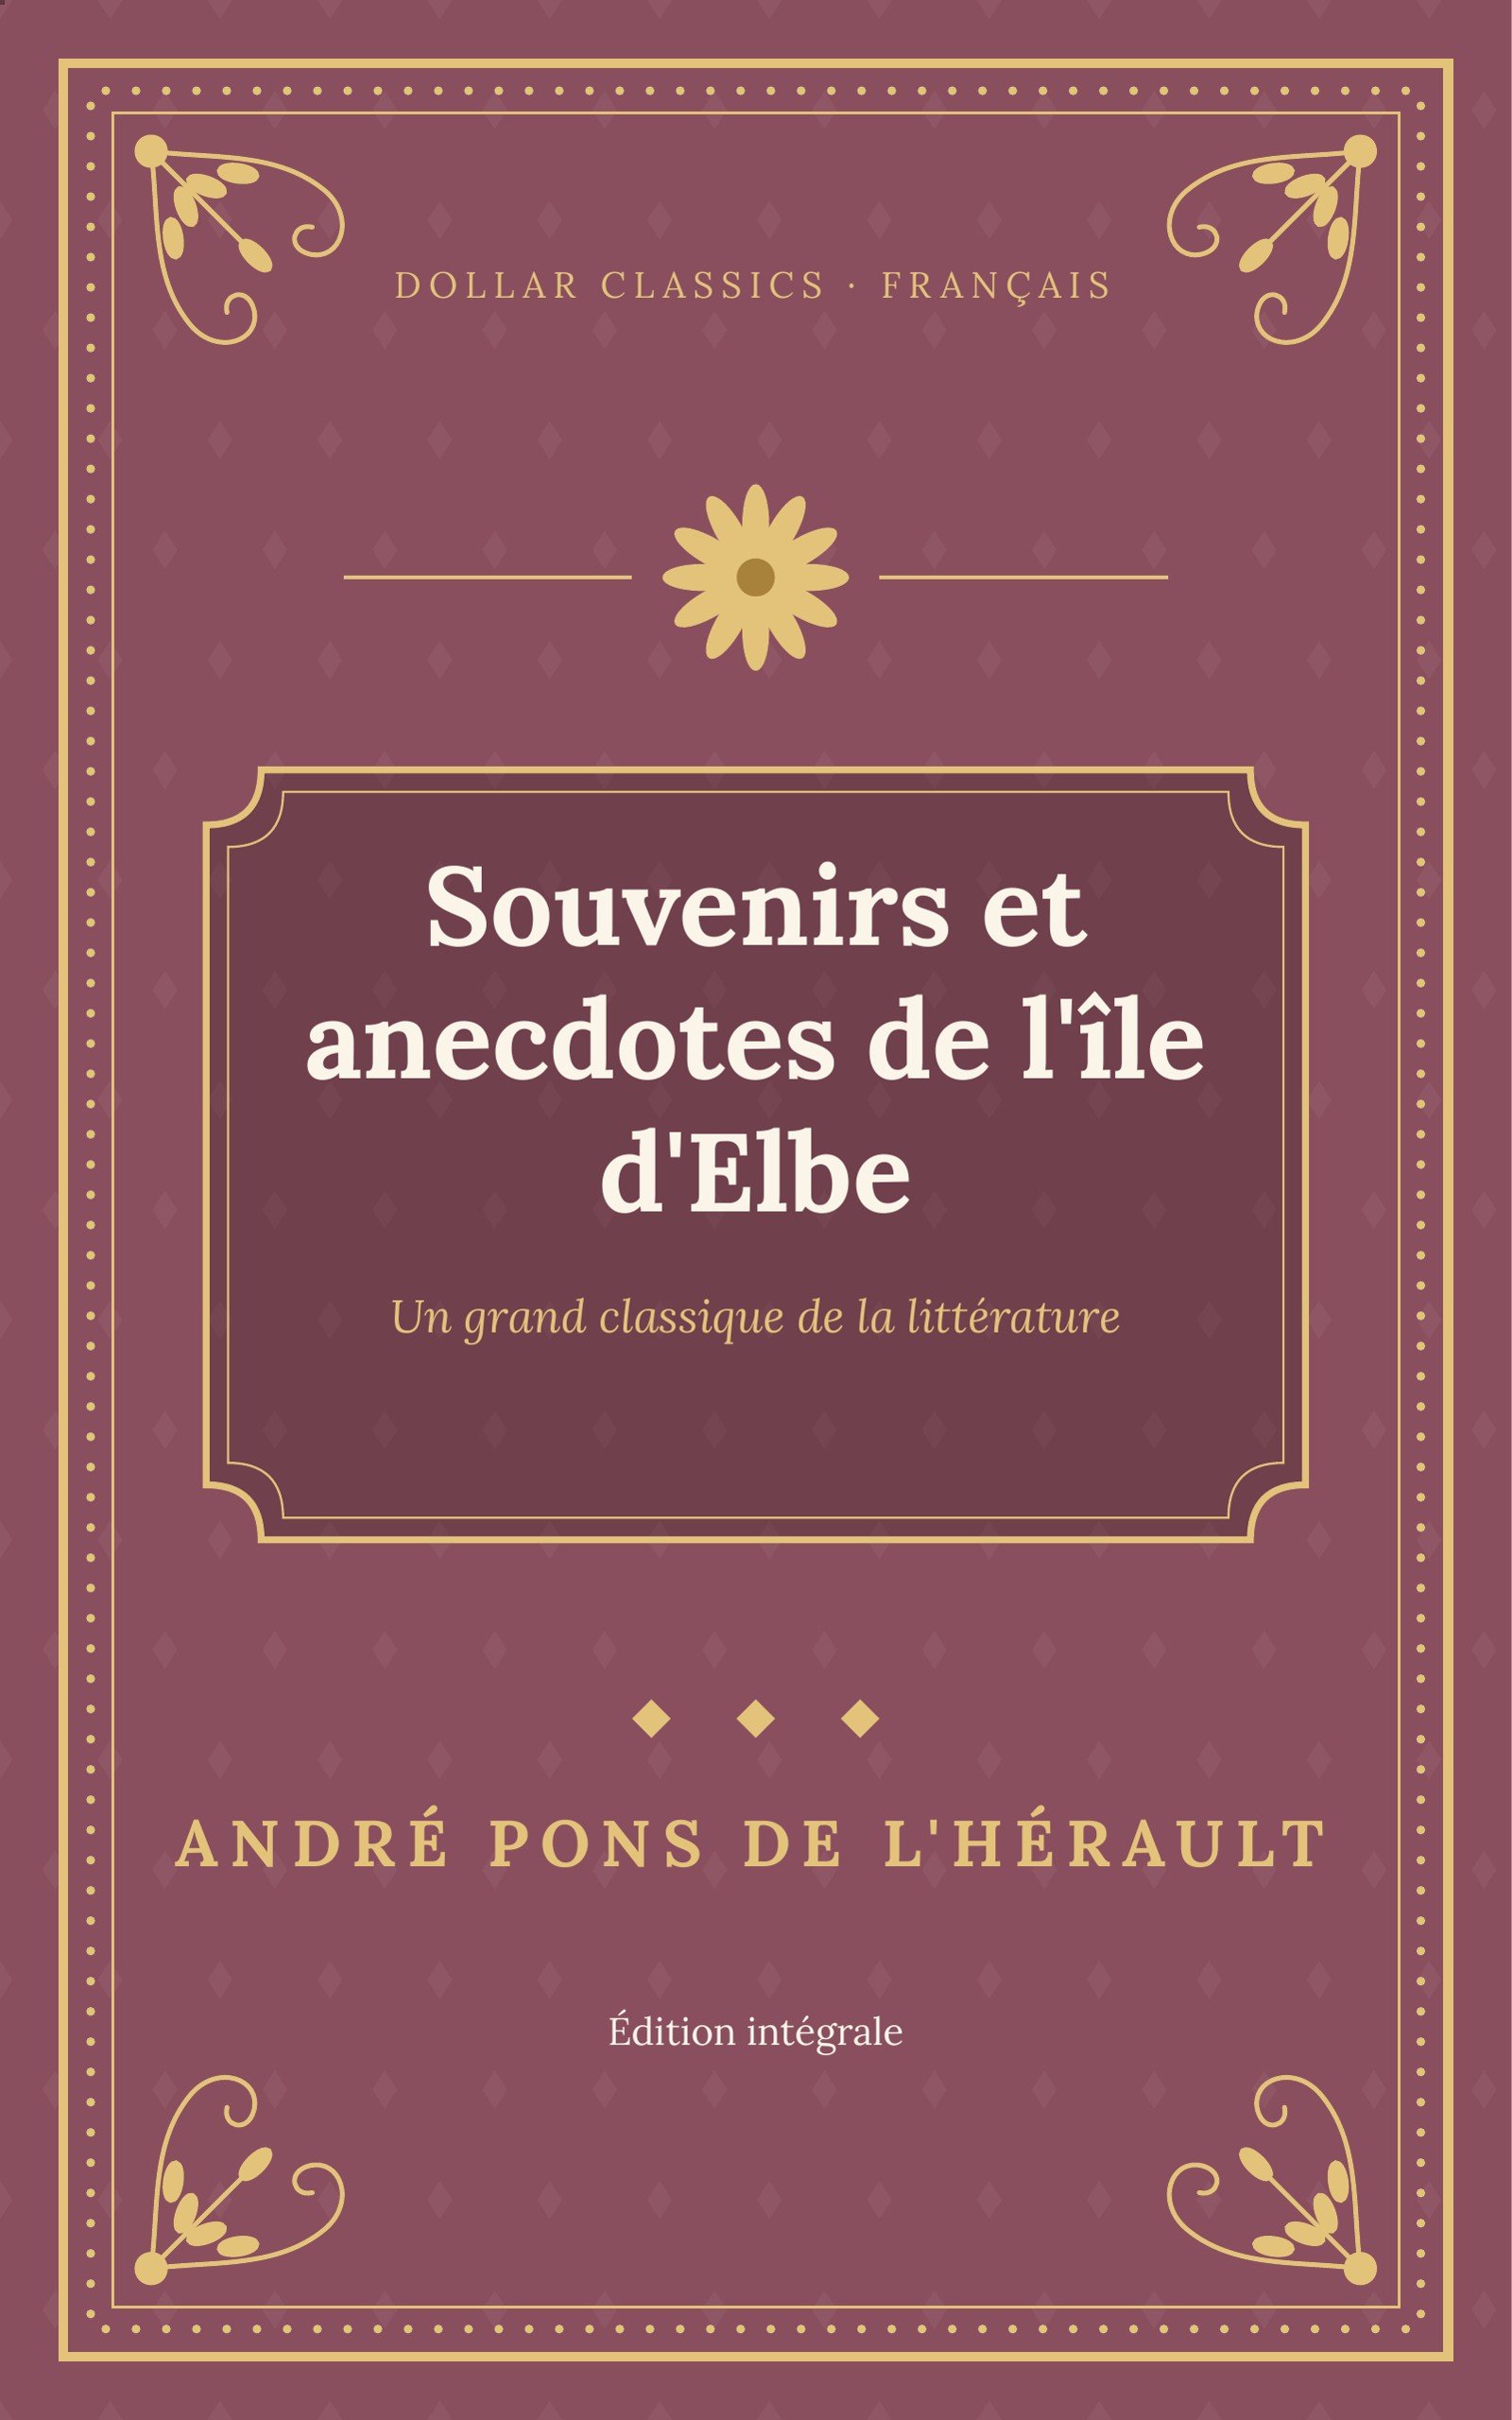 DOLLAR CLASSICS · FRANÇAIS
Souvenirs et
anecdotes de l'île
d'Elbe
Un grand classique de la littérature
ANDRÉ PONS DE L'HÉRAULT
Édition intégrale